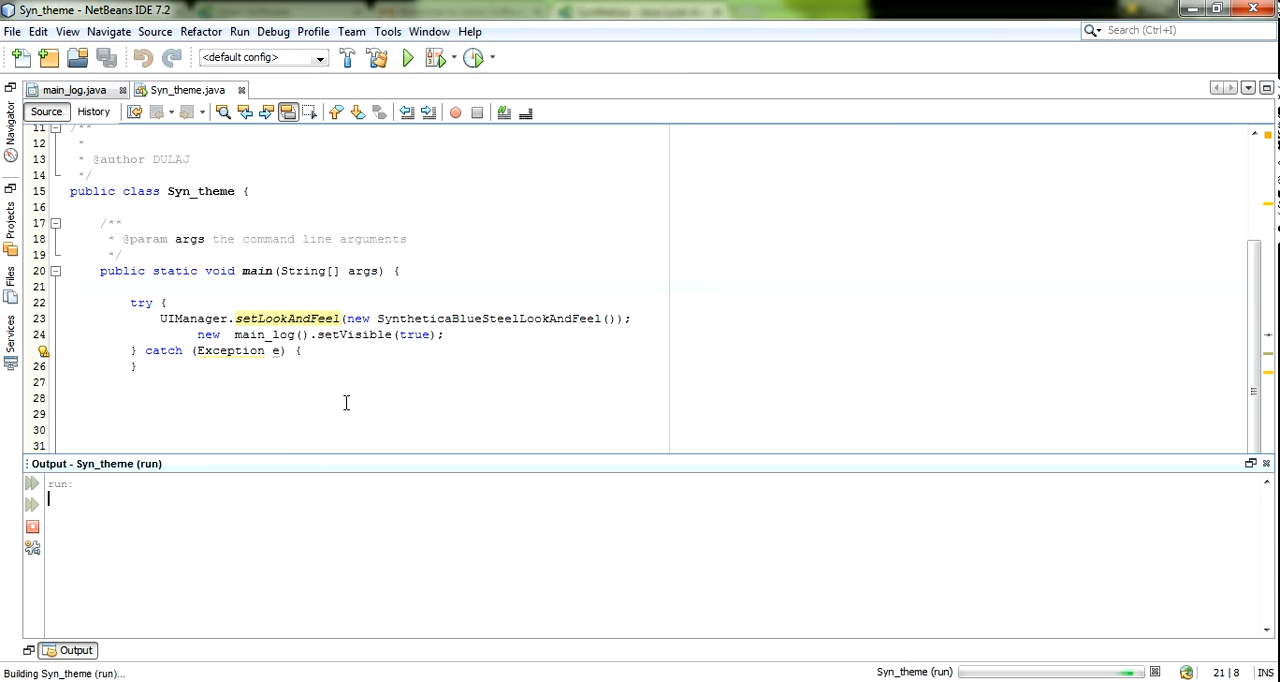 Syn_theme - NetBeans IDE 7.2
File Edit View Navigate Source Refactor Run Debug Profile Team Tools Window Help
Search (Ctrl+I)
<default config>
main_log.java
Syn_theme.java
Source History
Navigator
Projects
Files
Services
11 /**
12 *
13 * @author DULAJ
14 */
15 public class Syn_theme {
16
17 /**
18 * @param args the command line arguments
19 */
20 public static void main(String[] args) {
21
22 try {
23 UIManager.setLookAndFeel(new SyntheticaBlueSteelLookAndFeel());
24 new main_log().setVisible(true);
} catch (Exception e) {
26 }
27
28
29
30
31
Output - Syn_theme (run)
run:
Output
Building Syn_theme (run)...
Syn_theme (run)
21 | 8 INS